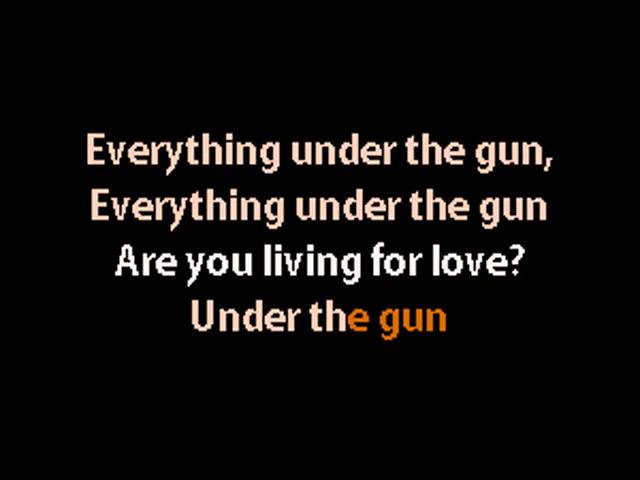 Everything under the gun,
Everything under the gun
Are you living for love?
Under the gun